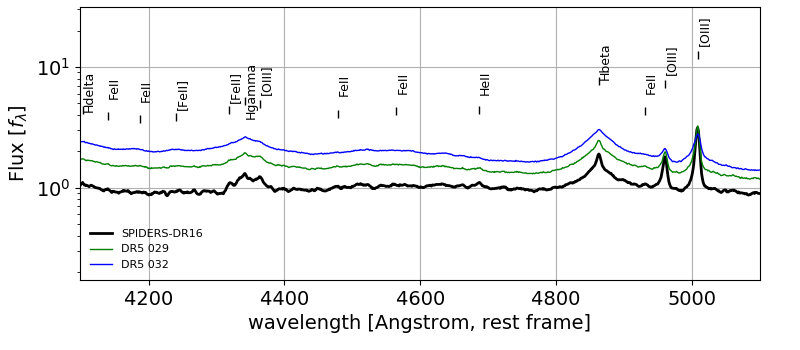 Hdelta
FeII
FeII
[FeII]
[FeII]
Hgamma
[OIII]
FeII
FeII
HeII
Hbeta
FeII
[OIII]
[OIII]
10¹
10⁰
Flux [fλ]
SPIDERS-DR16
DR5 029
DR5 032
4200 4400 4600 4800 5000
wavelength [Angstrom, rest frame]